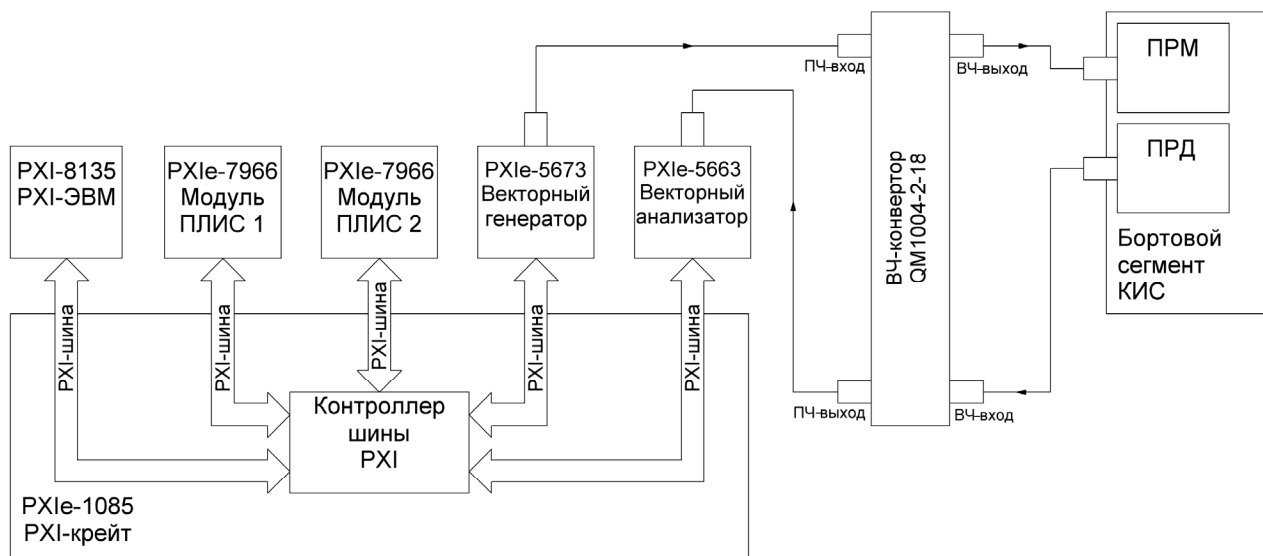 ПЧ-вход
ВЧ-выход
ПРМ
ПРД
Бортовой
сегмент
КИС
ВЧ-конвертор
QM1004-2-18
ПЧ-выход
ВЧ-вход
PXI-8135
PXI-ЭВМ
PXIe-7966
Модуль
ПЛИС 1
PXIe-7966
Модуль
ПЛИС 2
PXIe-5673
Векторный
генератор
PXIe-5663
Векторный
анализатор
PXI-шина
PXI-шина
PXI-шина
PXI-шина
PXI-шина
Контроллер
шины
PXI
PXIe-1085
PXI-крейт